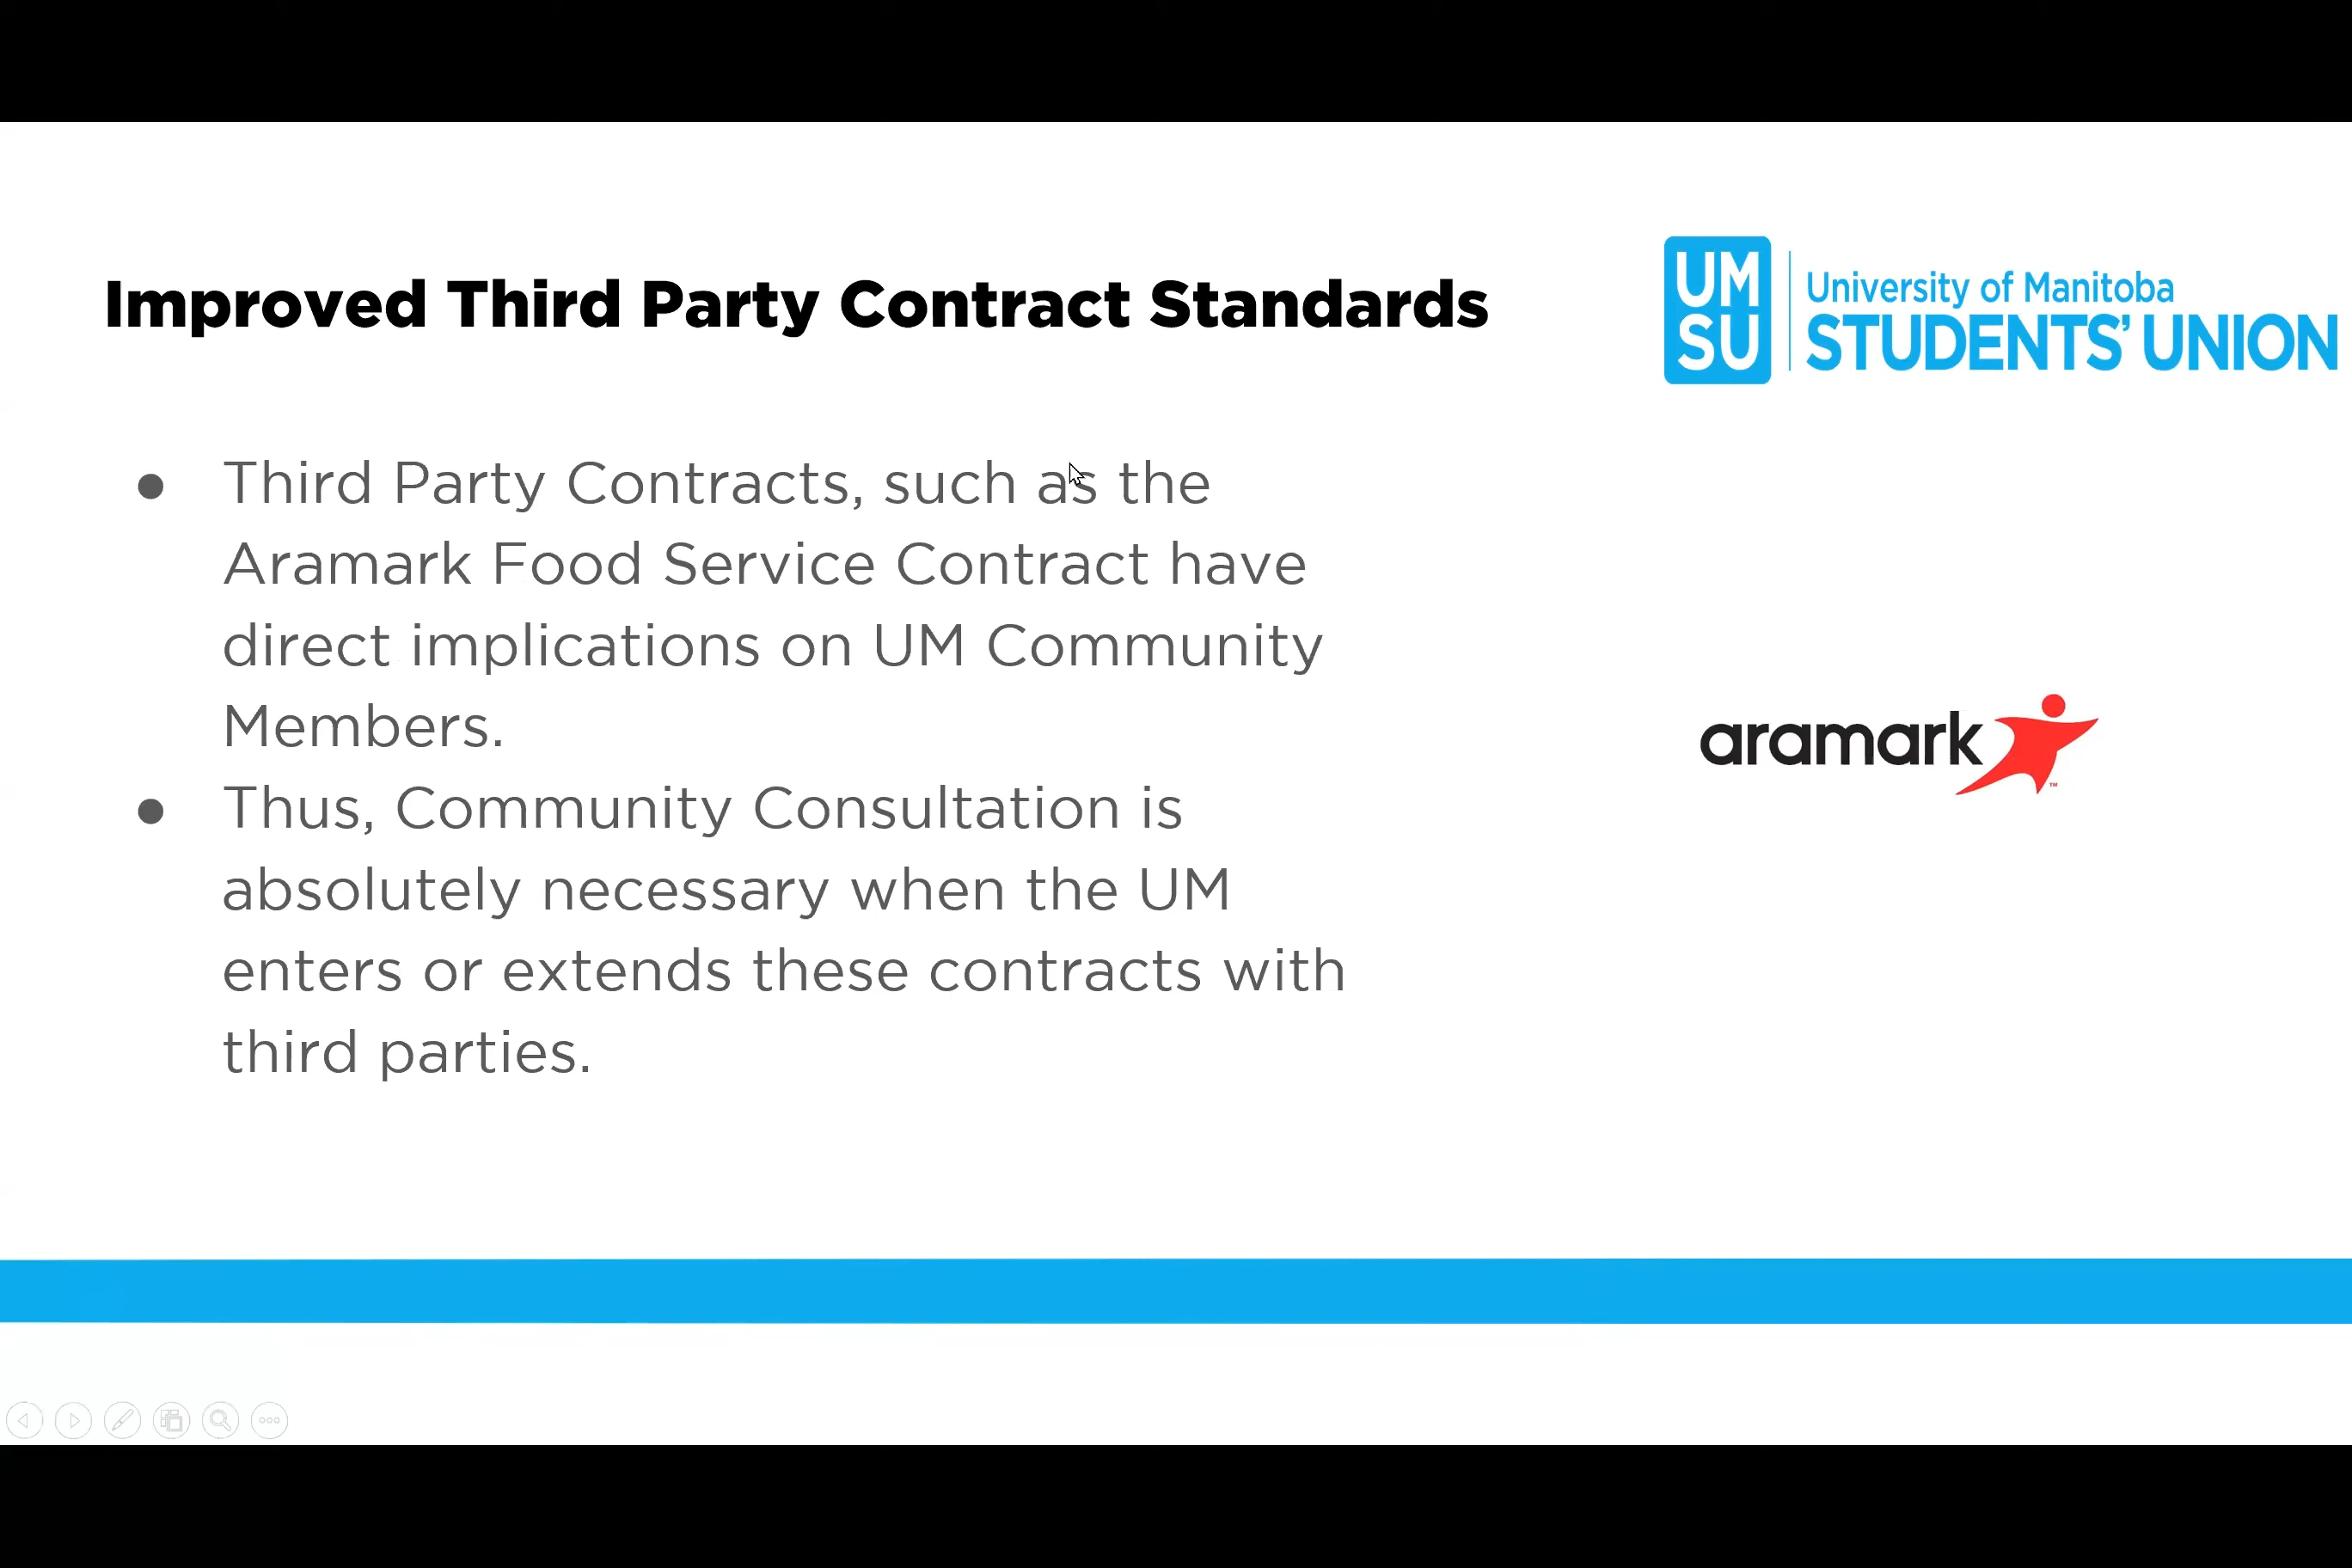 Improved Third Party Contract Standards
UM
SU
University of Manitoba
STUDENTS' UNION
● Third Party Contracts, such as the
Aramark Food Service Contract have
direct implications on UM Community
Members.
● Thus, Community Consultation is
absolutely necessary when the UM
enters or extends these contracts with
third parties.
aramark
™